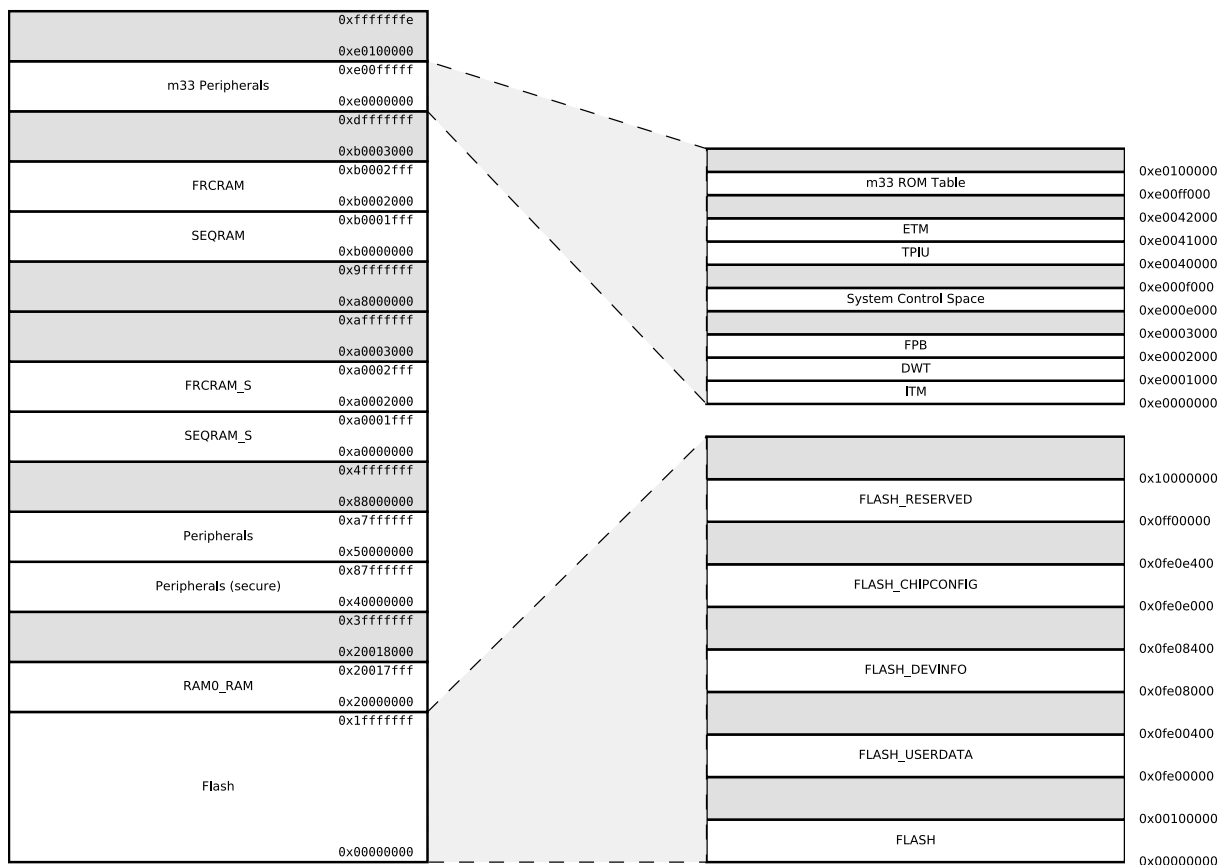 0xfffffffe
0xe0100000
0xe00fffff
m33 Peripherals
0xe0000000
0xdfffffff
0xb0003000
0xb0002fff
FRCRAM
0xb0002000
0xb0001fff
SEQRAM
0xb0000000
0x9fffffff
0xa8000000
0xafffffff
0xa0003000
0xa0002fff
FRCRAM_S
0xa0002000
0xa0001fff
SEQRAM_S
0xa0000000
0x4fffffff
0x88000000
0xa7ffffff
Peripherals
0x50000000
0x87ffffff
Peripherals (secure)
0x40000000
0x3fffffff
0x20018000
0x20017fff
RAM0_RAM
0x20000000
0x1fffffff
Flash
0x00000000
0xe0100000
m33 ROM Table
0xe00ff000
0xe0042000
ETM
0xe0041000
TPIU
0xe0040000
0xe000f000
System Control Space
0xe000e000
0xe0003000
FPB
0xe0002000
DWT
0xe0001000
ITM
0xe0000000
0x10000000
FLASH_RESERVED
0x0ff00000
0x0fe0e400
FLASH_CHIPCONFIG
0x0fe0e000
0x0fe08400
FLASH_DEVINFO
0x0fe08000
0x0fe00400
FLASH_USERDATA
0x0fe00000
0x00100000
FLASH
0x00000000